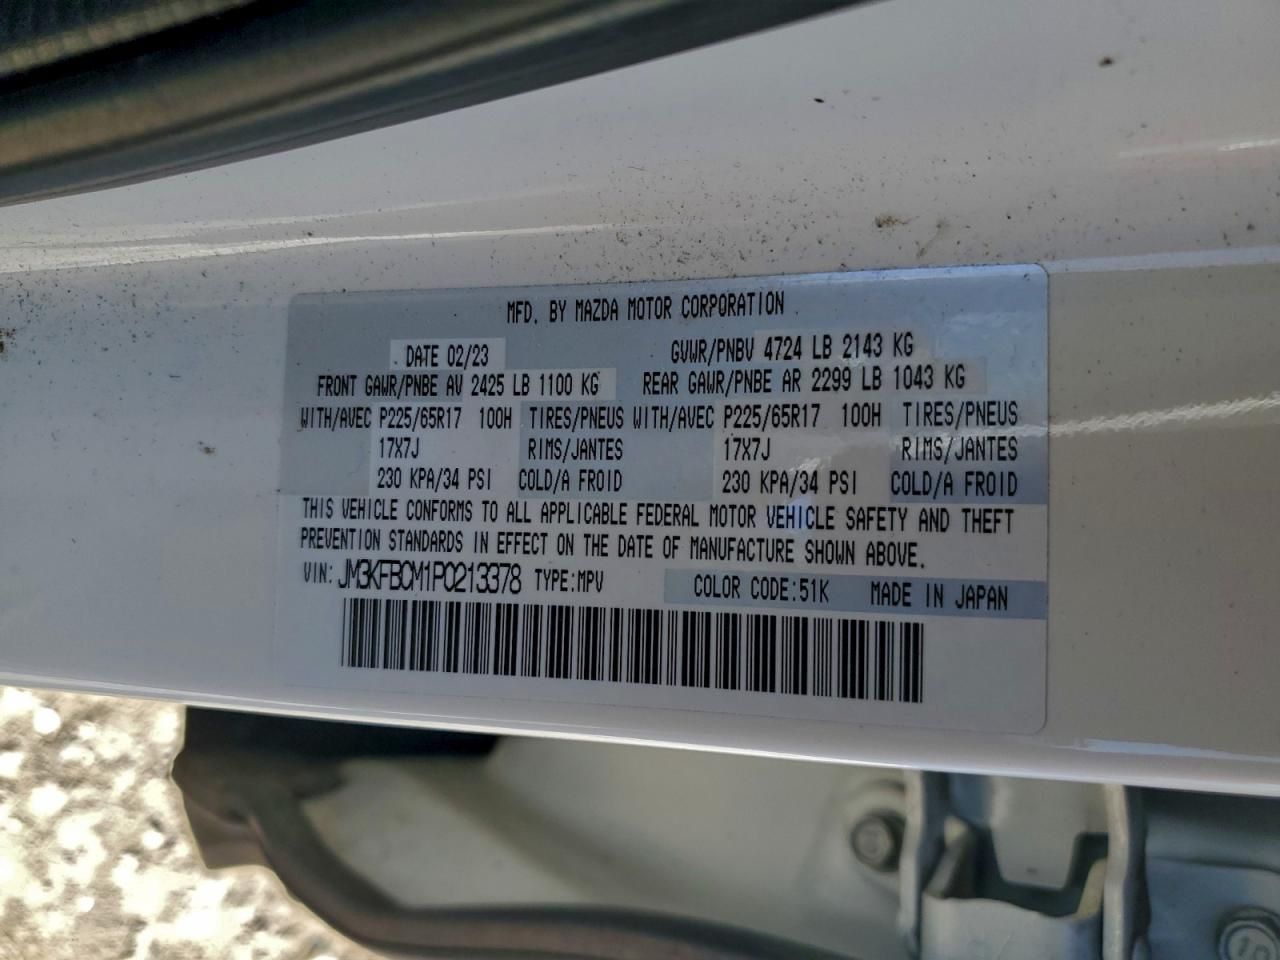 MFD. BY MAZDA MOTOR CORPORATION
DATE 02/23 GVWR/PNBV 4724 LB 2143 KG
FRONT GAWR/PNBE AV 2425 LB 1100 KG REAR GAWR/PNBE AR 2299 LB 1043 KG
WITH/AVEC P225/65R17 100H TIRES/PNEUS WITH/AVEC P225/65R17 100H TIRES/PNEUS
17X7J RIMS/JANTES 17X7J RIMS/JANTES
230 KPA/34 PSI COLD/A FROID 230 KPA/34 PSI COLD/A FROID
THIS VEHICLE CONFORMS TO ALL APPLICABLE FEDERAL MOTOR VEHICLE SAFETY AND THEFT
PREVENTION STANDARDS IN EFFECT ON THE DATE OF MANUFACTURE SHOWN ABOVE.
VIN: JM3KFBCM1P0213378 TYPE:MPV COLOR CODE:51K MADE IN JAPAN